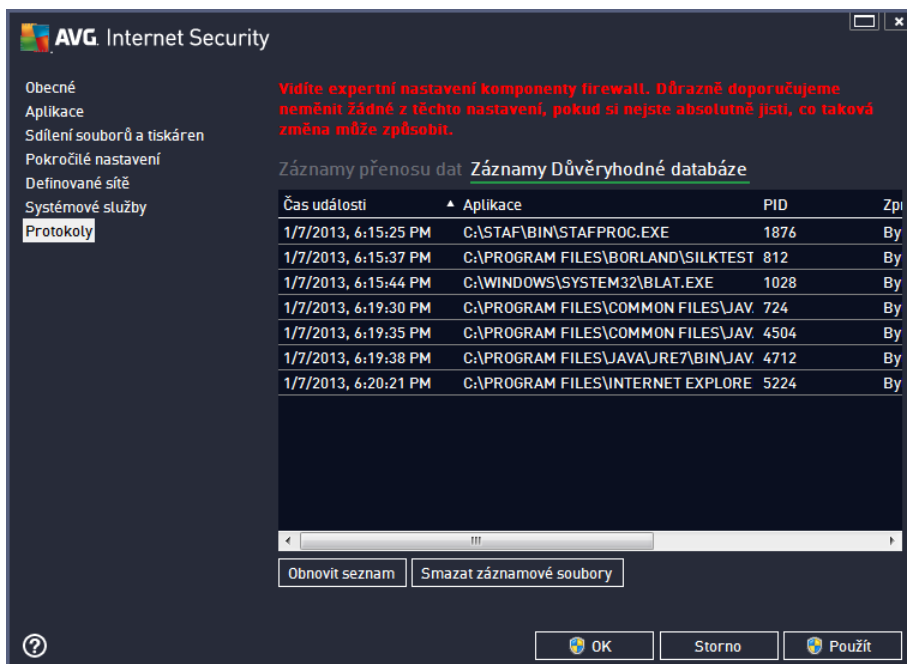 AVG. Internet Security
Obecné
Aplikace
Sdílení souborů a tiskáren
Pokročilé nastavení
Definované sítě
Systémové služby
Protokoly
Vidíte expertní nastavení komponenty firewall. Důrazně doporučujeme
neměnit žádné z těchto nastavení, pokud si nejste absolutně jisti, co taková
změna může způsobit.
Záznamy přenosu dat Záznamy Důvěryhodné databáze
Čas události Aplikace PID Zpr
1/7/2013, 6:15:25 PM C:\STAF\BIN\STAFPROC.EXE 1876 By
1/7/2013, 6:15:37 PM C:\PROGRAM FILES\BORLAND\SILKTEST 812 By
1/7/2013, 6:15:44 PM C:\WINDOWS\SYSTEM32\BLAT.EXE 1028 By
1/7/2013, 6:19:30 PM C:\PROGRAM FILES\COMMON FILES\JAV. 724 By
1/7/2013, 6:19:35 PM C:\PROGRAM FILES\COMMON FILES\JAV. 4504 By
1/7/2013, 6:19:38 PM C:\PROGRAM FILES\JAVA\JRE7\BIN\JAV. 4712 By
1/7/2013, 6:20:21 PM C:\PROGRAM FILES\INTERNET EXPLORE 5224 By
Obnovit seznam Smazat záznamové soubory
OK Storno Použít